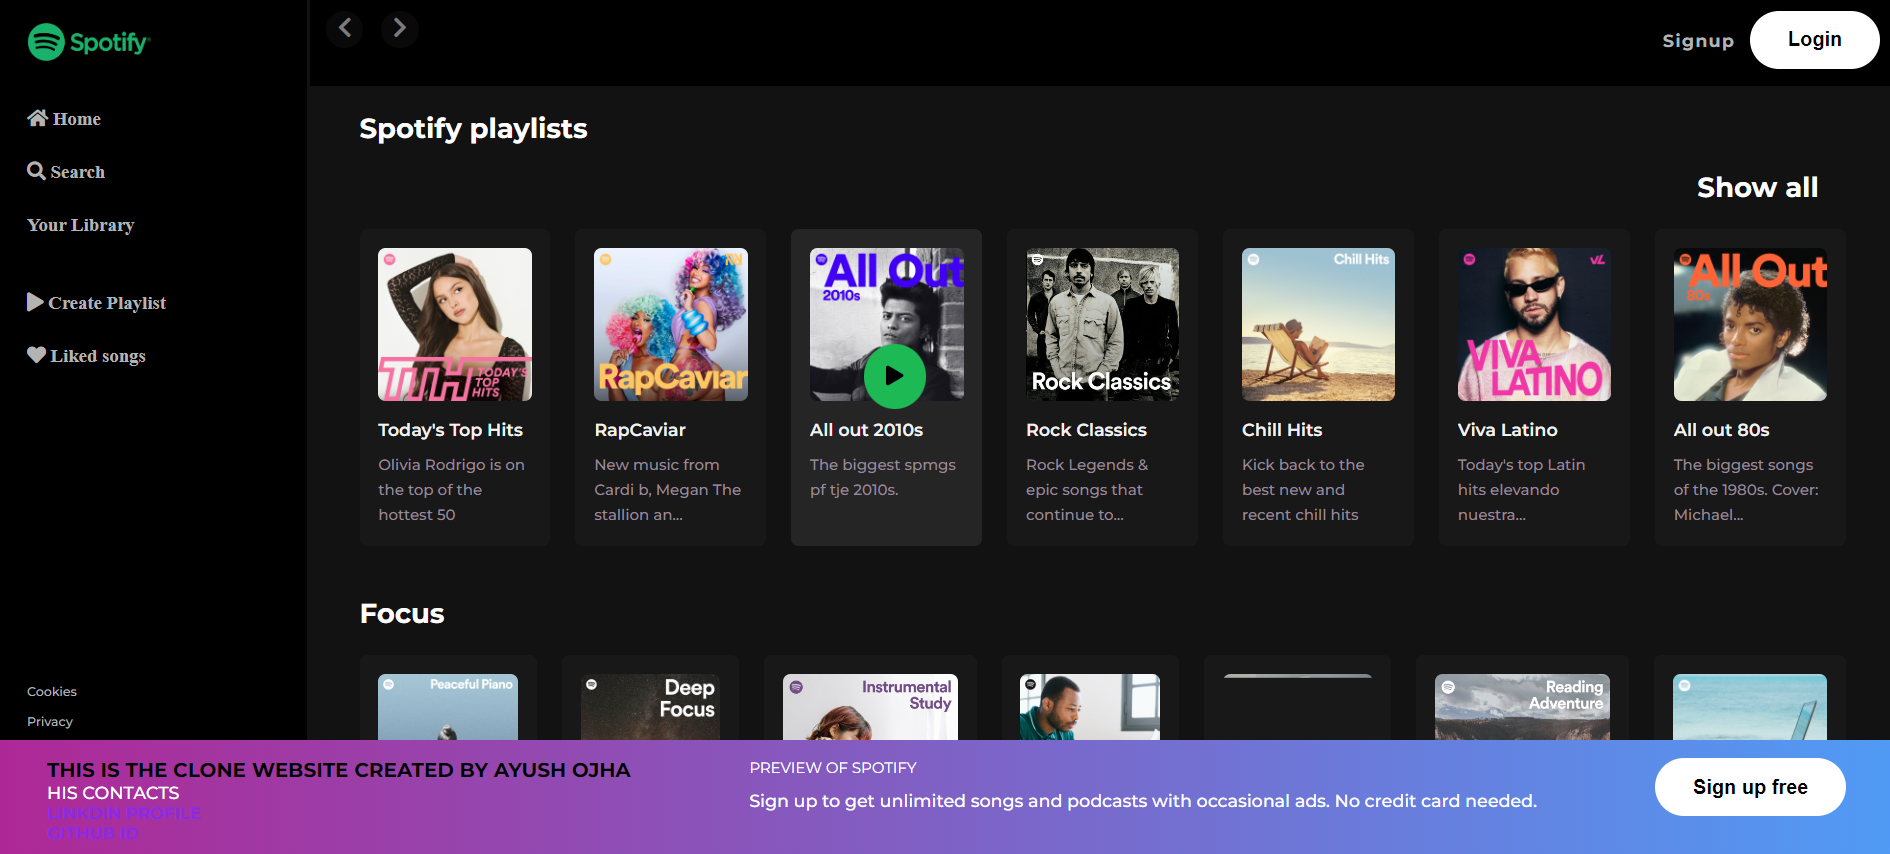 Spotify
Signup
Login
Home
Search
Your Library
Create Playlist
Liked songs
Cookies
Privacy
Spotify playlists
Show all
TTH TODAY'S
TOP
HITS
Today's Top Hits
Olivia Rodrigo is on
the top of the
hottest 50
RapCaviar
RapCaviar
New music from
Cardi b, Megan The
stallion an...
All Out
2010s
All out 2010s
The biggest spmgs
pf tje 2010s.
Rock Classics
Rock Classics
Rock Legends &
epic songs that
continue to...
Chill Hits
Chill Hits
Kick back to the
best new and
recent chill hits
VL
VIVA
LATINO
Viva Latino
Today's top Latin
hits elevando
nuestra...
All Out
80s
All out 80s
The biggest songs
of the 1980s. Cover:
Michael...
Focus
Peaceful Piano
Deep
Focus
Instrumental
Study
Reading
Adventure
THIS IS THE CLONE WEBSITE CREATED BY AYUSH OJHA
HIS CONTACTS
LINKDIN PROFILE
GITHUB ID
PREVIEW OF SPOTIFY
Sign up to get unlimited songs and podcasts with occasional ads. No credit card needed.
Sign up free